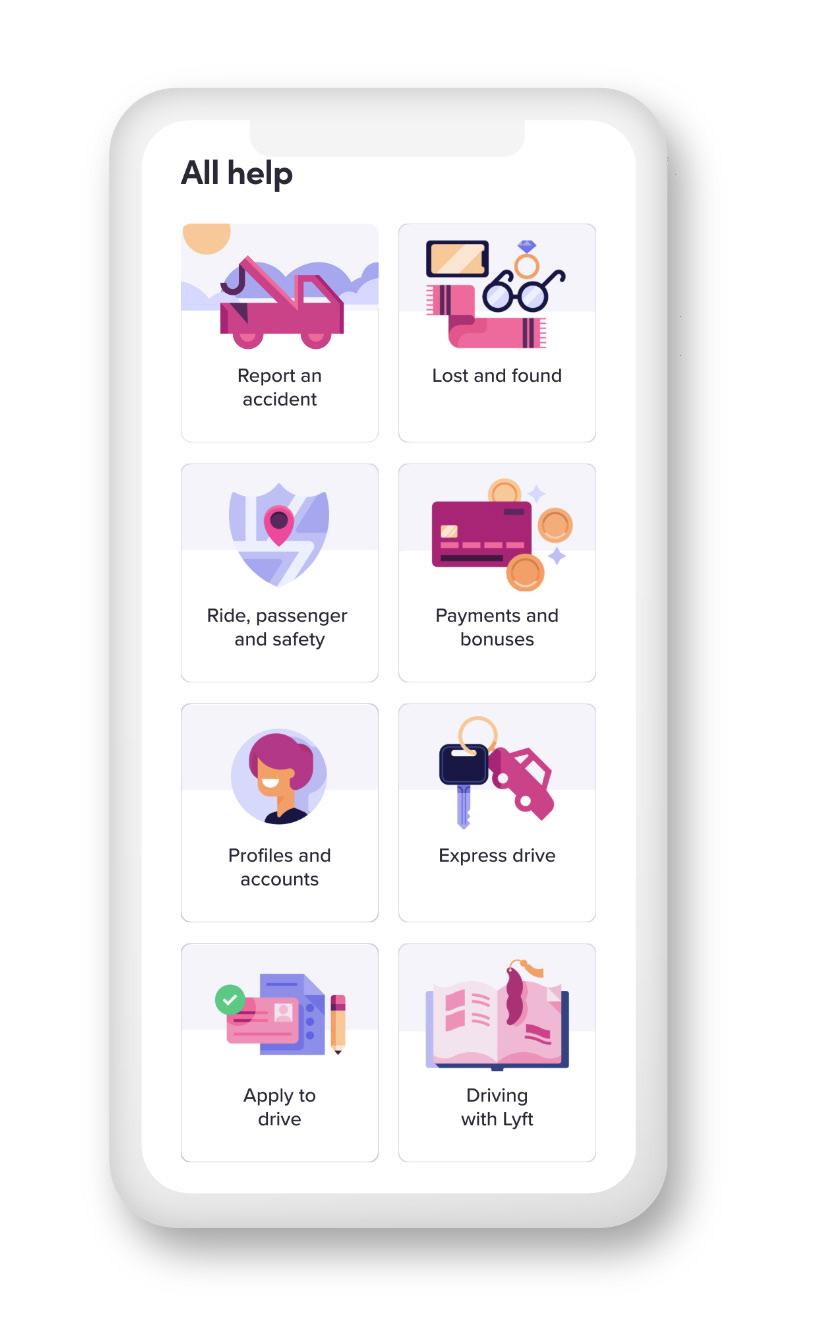 All help
Report an
accident
Lost and found
Ride, passenger
and safety
Payments and
bonuses
Profiles and
accounts
Express drive
Apply to
drive
Driving
with Lyft